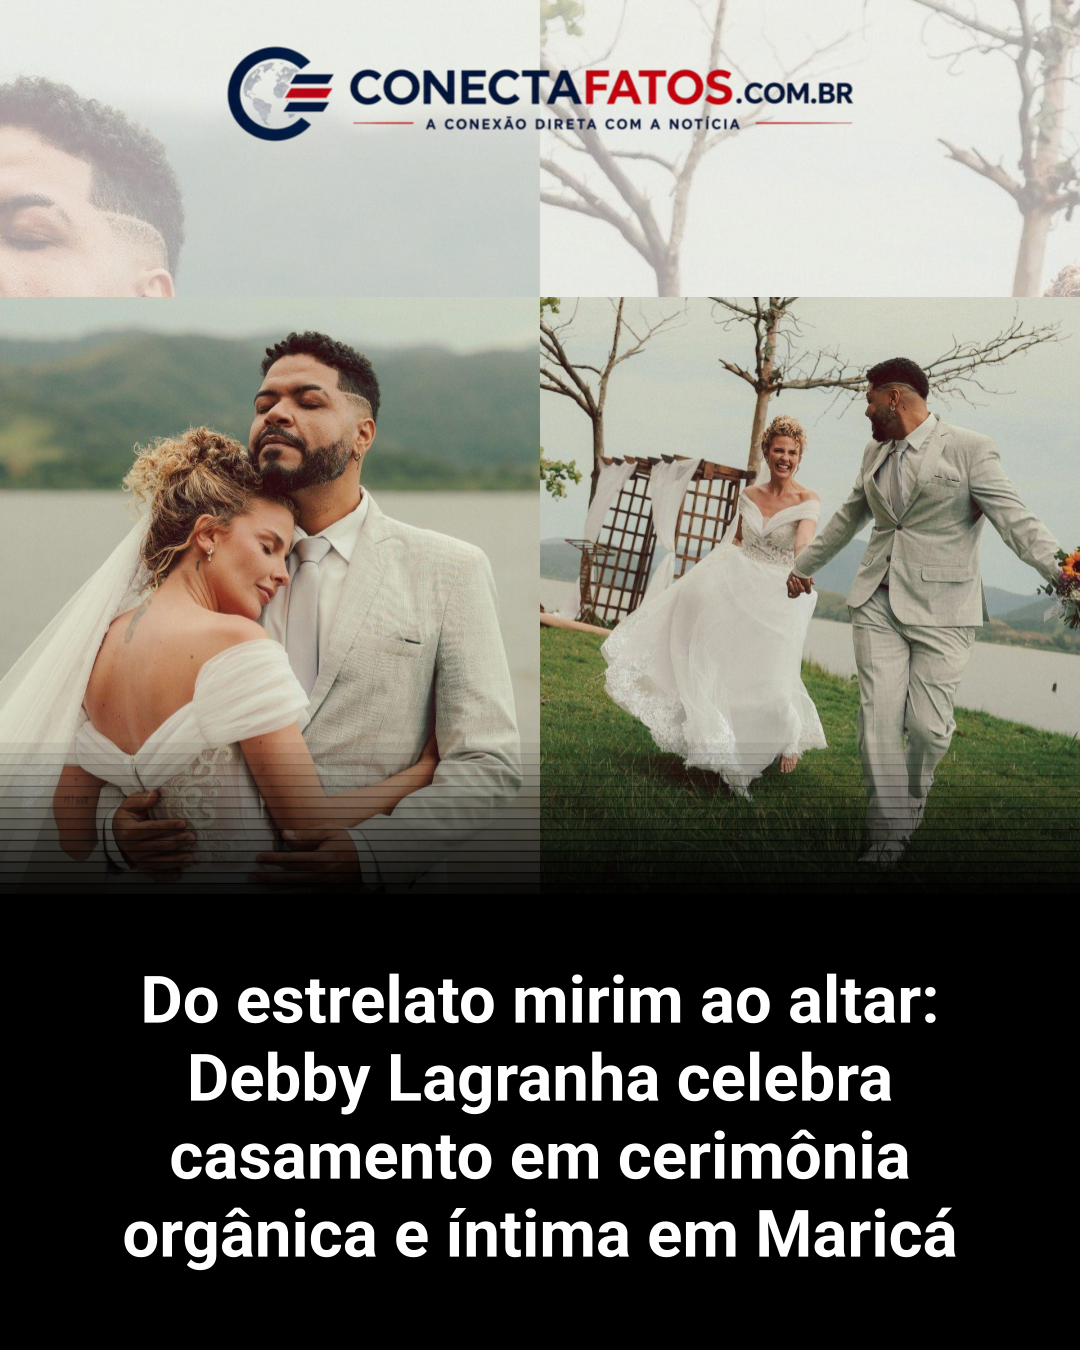 CONECTAFATOS.COM.BR
A CONEXÃO DIRETA COM A NOTÍCIA
Do estrelato mirim ao altar:
Debby Lagranha celebra
casamento em cerimônia
orgânica e íntima em Maricá